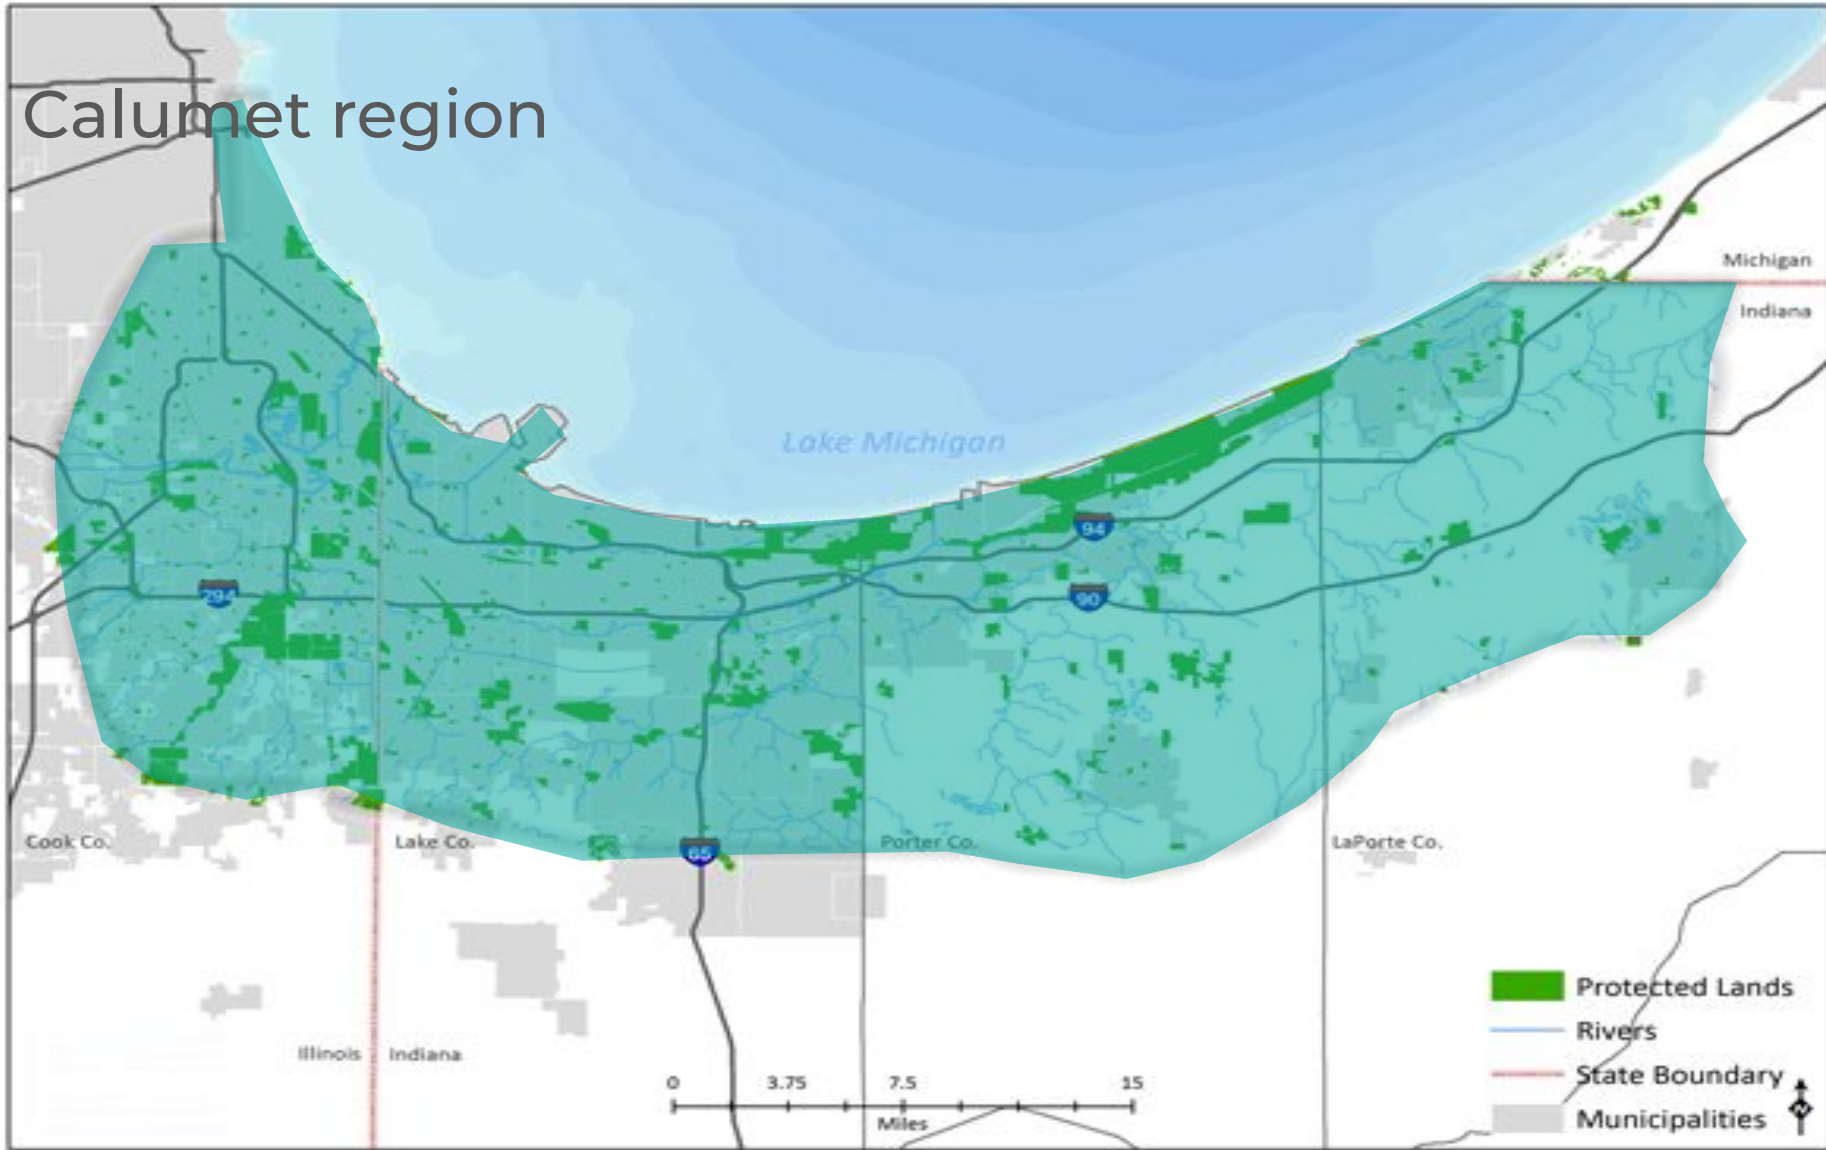 Calumet region
Michigan
Indiana
Lake Michigan
94
294
90
Cook Co.
Lake Co.
65
Porter Co.
LaPorte Co.
Protected Lands
Rivers
State Boundary
Municipalities
N
Illinois
Indiana
0 3.75 7.5 15
Miles